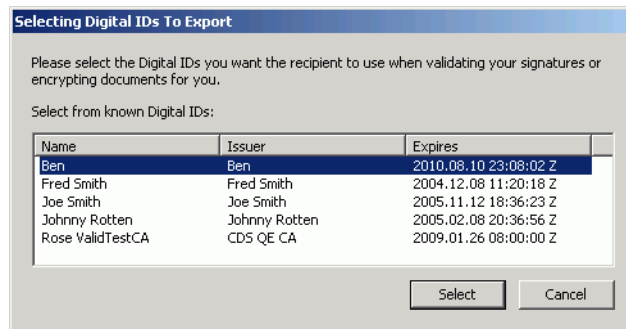 Selecting Digital IDs To Export
Please select the Digital IDs you want the recipient to use when validating your signatures or
encrypting documents for you.
Select from known Digital IDs:
Name Issuer Expires
Ben Ben 2010.08.10 23:08:02 Z
Fred Smith Fred Smith 2004.12.08 11:20:18 Z
Joe Smith Joe Smith 2005.11.12 18:36:23 Z
Johnny Rotten Johnny Rotten 2005.02.08 20:36:56 Z
Rose ValidTestCA CDS QE CA 2009.01.26 08:00:00 Z
Select Cancel